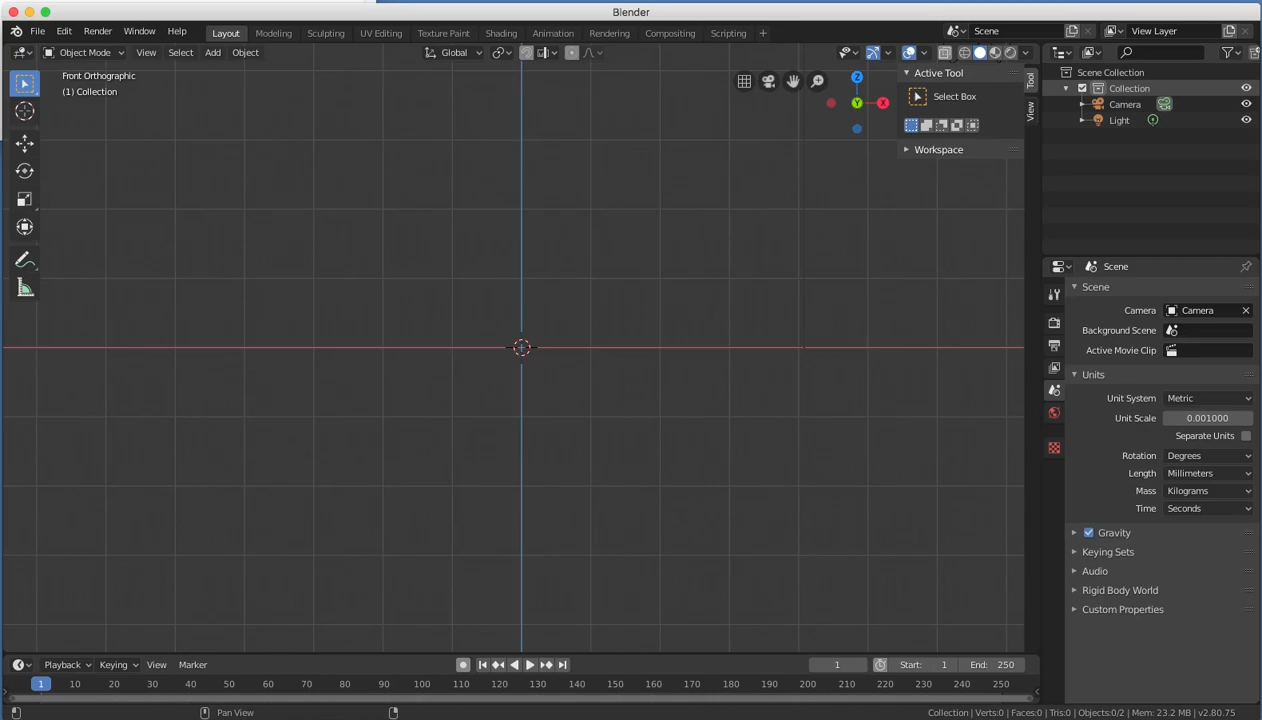 Blender
File Edit Render Window Help Layout Modeling Sculpting UV Editing Texture Paint Shading Animation Rendering Compositing Scripting + Scene View Layer
Object Mode View Select Add Object Global
Front Orthographic
(1) Collection
Z
Y
X
Active Tool
Select Box
Workspace
Tool
View
Scene Collection
Collection
Camera
Light
Scene
Scene
Camera Camera
Background Scene
Active Movie Clip
Units
Unit System Metric
Unit Scale 0.001000
Separate Units
Rotation Degrees
Length Millimeters
Mass Kilograms
Time Seconds
Gravity
Keying Sets
Audio
Rigid Body World
Custom Properties
Playback Keying View Marker 1 Start: 1 End: 250
1 10 20 30 40 50 60 70 80 90 100 110 120 130 140 150 160 170 180 190 200 210 220 230 240 250
Pan View Collection | Verts:0 | Faces:0 | Tris:0 | Objects:0/2 | Mem: 23.2 MB | v2.80.75